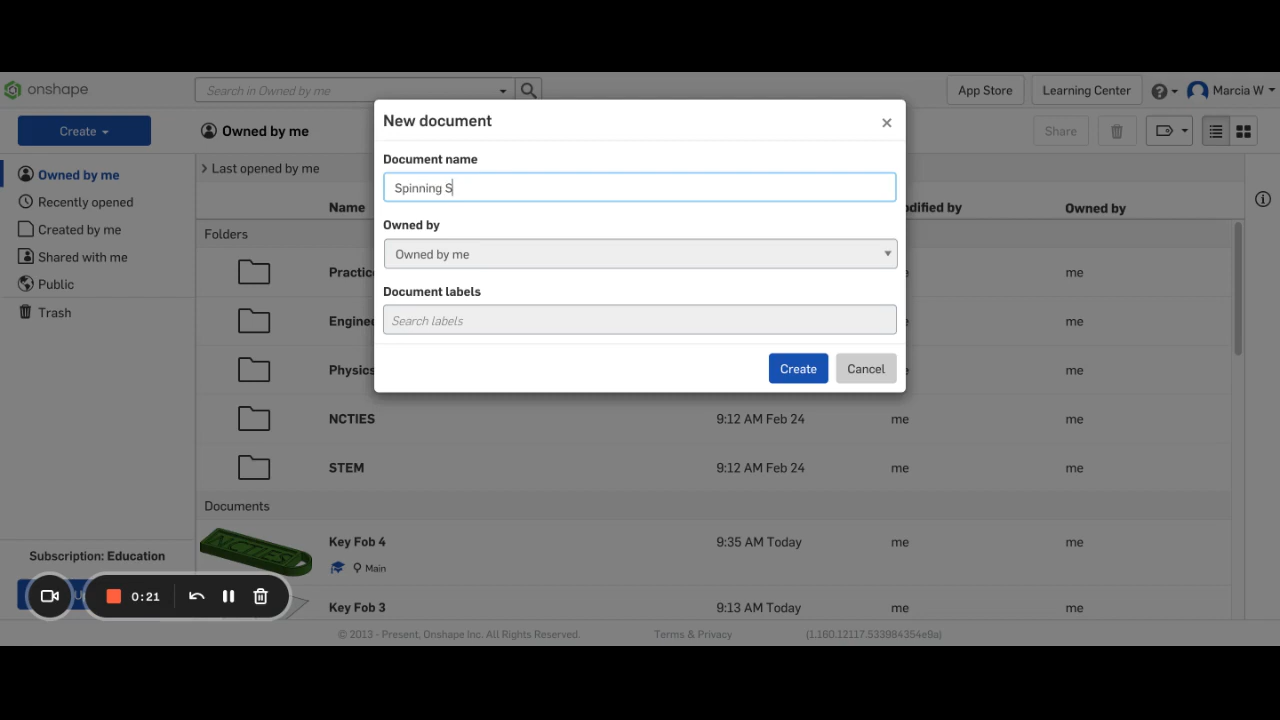 onshape
Search in Owned by me
App Store
Learning Center
Marcia W
Create
Owned by me
Share
Owned by me
Recently opened
Created by me
Shared with me
Public
Trash
Subscription: Education
Last opened by me
Name
Modified by
Owned by
Folders
me
me
me
NCTIES
9:12 AM Feb 24
me
me
STEM
9:12 AM Feb 24
me
me
Documents
NCTIES
Key Fob 4
9:35 AM Today
me
me
Main
Key Fob 3
9:13 AM Today
me
me
New document
×
Document name
Spinning S
Owned by
Owned by me
Document labels
Search labels
Create
Cancel
0:21
© 2013 - Present, Onshape Inc. All Rights Reserved.
Terms & Privacy
(1.160.12117.533984354e8a)